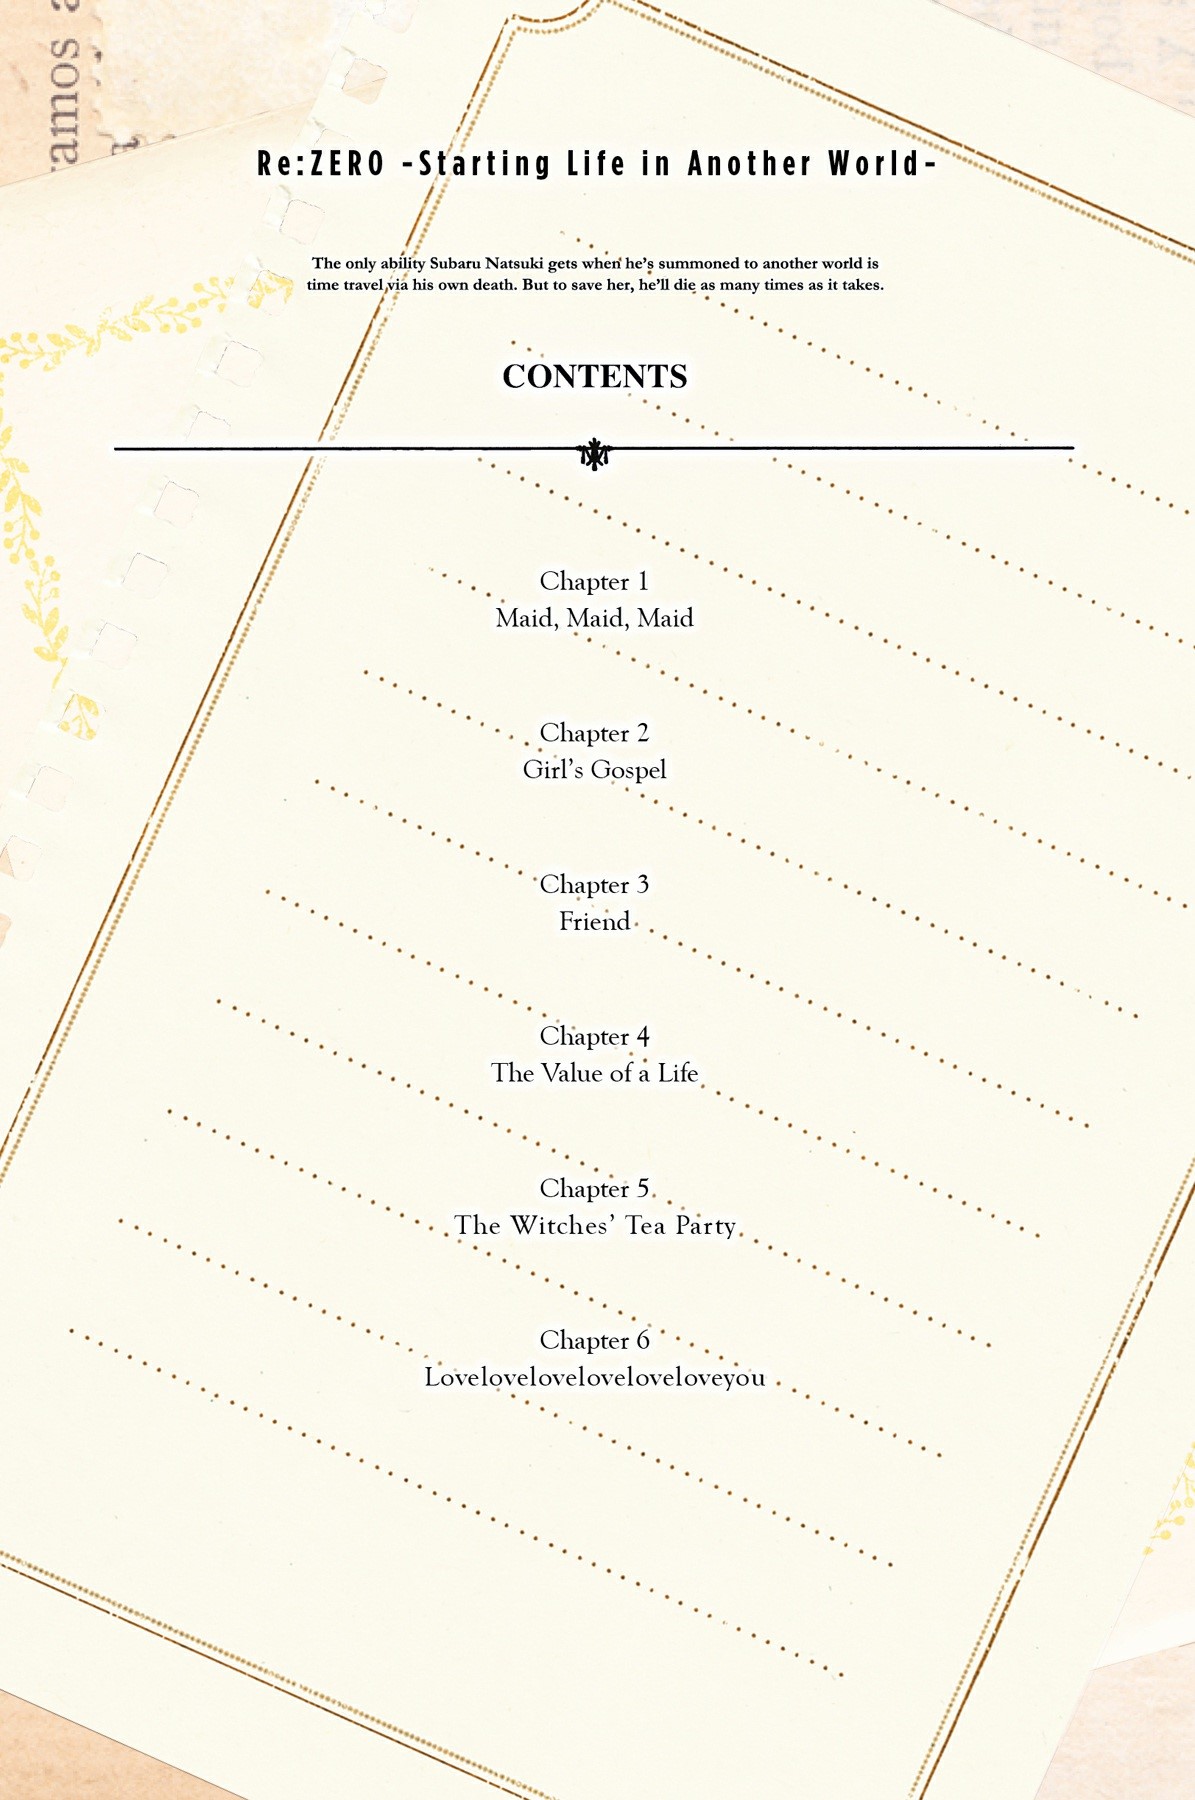 Re:ZERO -Starting Life in Another World-
The only ability Subaru Natsuki gets when he's summoned to another world is
time travel via his own death. But to save her, he'll die as many times as it takes.
CONTENTS
Chapter 1
Maid, Maid, Maid
Chapter 2
Girl's Gospel
Chapter 3
Friend
Chapter 4
The Value of a Life
Chapter 5
The Witches' Tea Party
Chapter 6
Loveloveloveloveloveloveyou